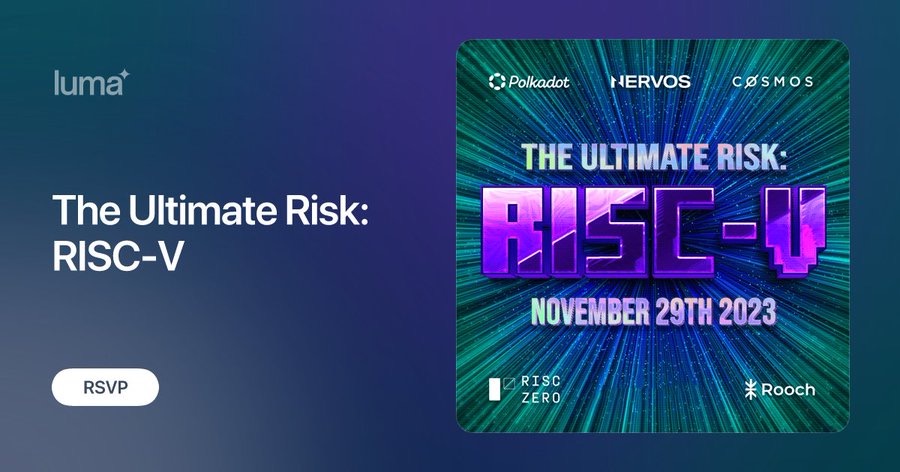 luma
The Ultimate Risk:
RISC-V
RSVP
Polkadot
NERVOS
COSMOS
THE ULTIMATE RISK:
RISC-V
NOVEMBER 29TH 2023
RISC
ZERO
Rooch